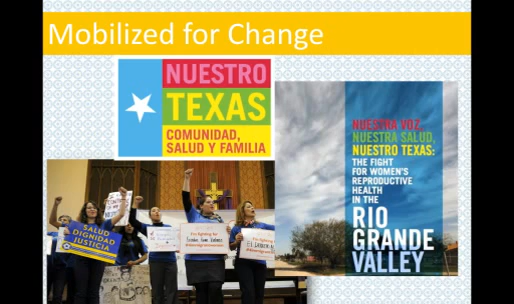 Mobilized for Change
NUESTRO
TEXAS
COMUNIDAD,
SALUD Y FAMILIA
NUESTRA VOZ,
NUESTRA SALUD,
NUESTRO TEXAS:
THE FIGHT
FOR WOMEN'S
REPRODUCTIVE
HEALTH
IN THE
RIO
GRANDE
VALLEY
SALUD
DIGNIDAD
JUSTICIA